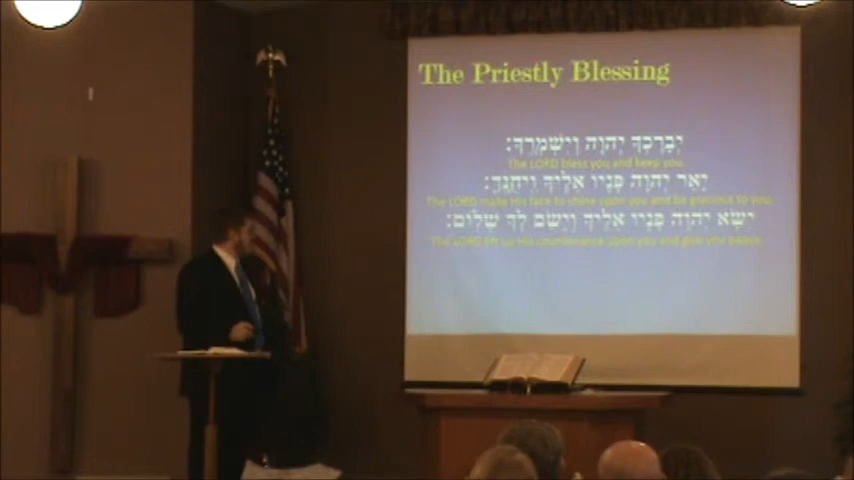 The Priestly Blessing
יְבָרֶכְךָ יְהוָה וְיִשְׁמְרֶךָ׃
The LORD bless you and keep you.
יָאֵר יְהוָה פָּנָיו אֵלֶיךָ וִיחֻנֶּךָּ׃
The LORD make His face to shine upon you and be gracious to you.
יִשָּׂא יְהוָה פָּנָיו אֵלֶיךָ וְיָשֵׂם לְךָ שָׁלוֹם׃
The LORD lift up His countenance upon you and give you peace.